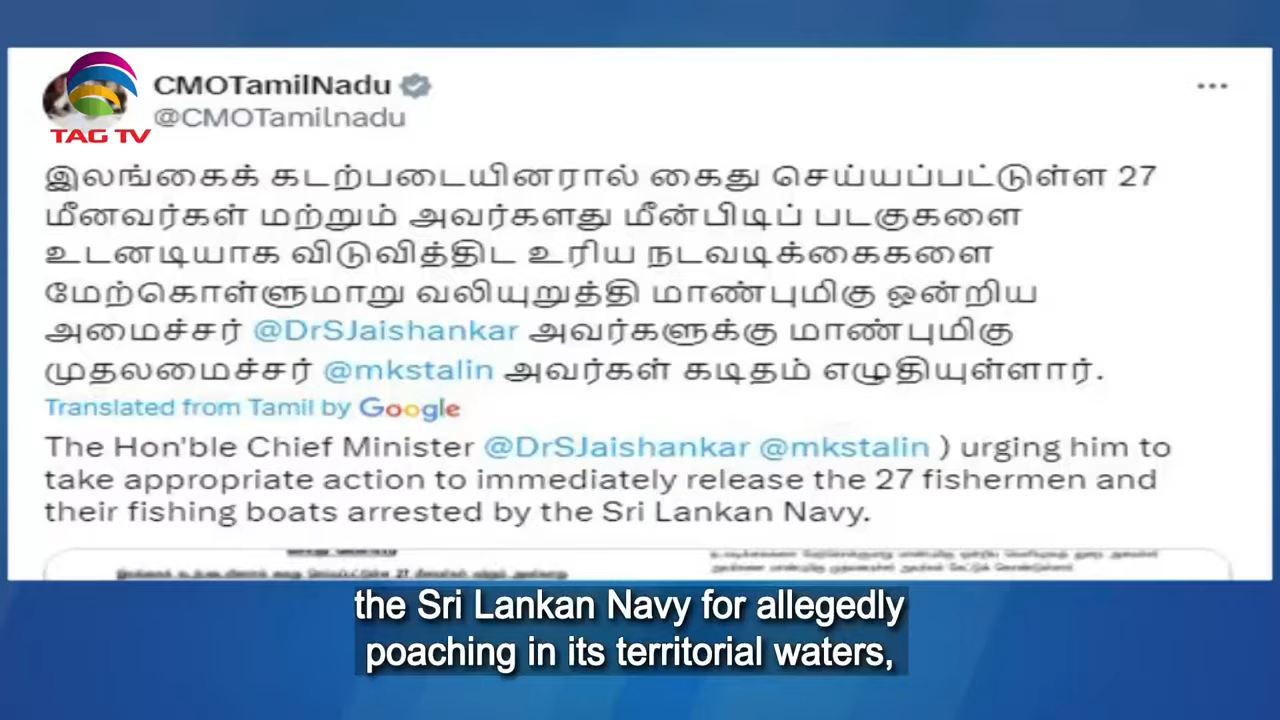 CMOTamilNadu
@CMOTamilnadu
TAG TV
இலங்கைக் கடற்படையினரால் கைது செய்யப்பட்டுள்ள 27
மீனவர்கள் மற்றும் அவர்களது மீன்பிடிப் படகுகளை
உடனடியாக விடுவித்திட உரிய நடவடிக்கைகளை
மேற்கொள்ளுமாறு வலியுறுத்தி மாண்புமிகு ஒன்றிய
அமைச்சர் @DrSJaishankar அவர்களுக்கு மாண்புமிகு
முதலமைச்சர் @mkstalin அவர்கள் கடிதம் எழுதியுள்ளார்.
Translated from Tamil by Google
The Hon'ble Chief Minister @DrSJaishankar @mkstalin ) urging him to
take appropriate action to immediately release the 27 fishermen and
their fishing boats arrested by the Sri Lankan Navy.
the Sri Lankan Navy for allegedly
poaching in its territorial waters,